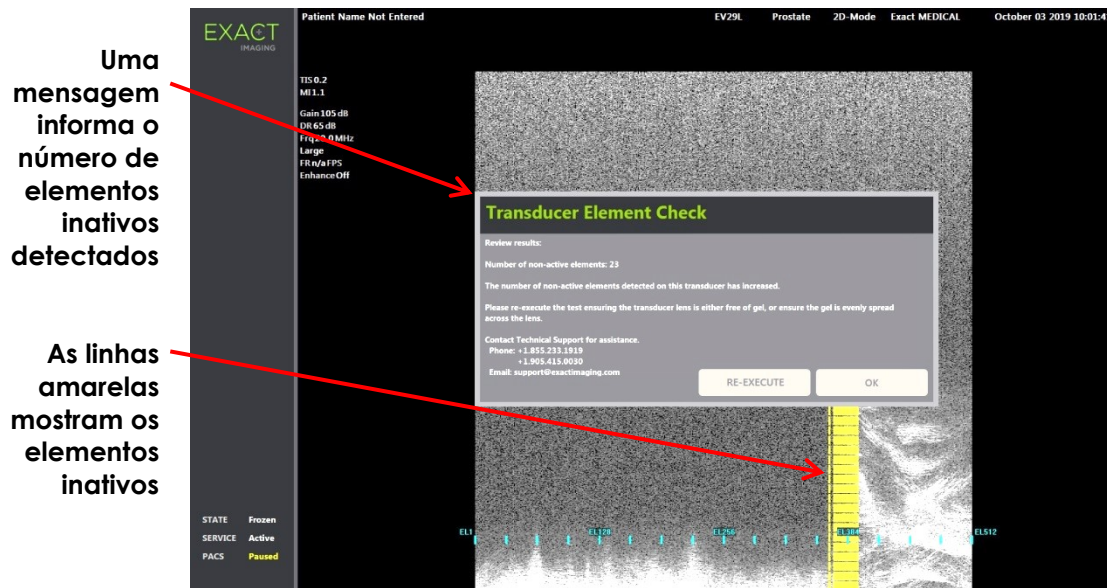 Patient Name Not Entered EV29L Prostate 2D-Mode Exact MEDICAL October 03 2019 10:01:4
EXACT
IMAGING
Uma
mensagem
informa o
número de
elementos
inativos
detectados
TIS 0.2
MI 1.1
Gain 105 dB
DR 65 dB
Frq 29.0 MHz
Large
FR n/a FPS
Enhance Off
Transducer Element Check
Review results:
Number of non-active elements: 23
The number of non-active elements detected on this transducer has increased.
Please re-execute the test ensuring the transducer lens is either free of gel, or ensure the gel is evenly spread
across the lens.
Contact Technical Support for assistance.
Phone: +1.855.233.1919
+1.905.415.0030
Email: support@exactimaging.com
RE-EXECUTE OK
As linhas
amarelas
mostram os
elementos
inativos
STATE Frozen
SERVICE Active
PACS Paused
EL1 EL128 EL256 EL384 EL512